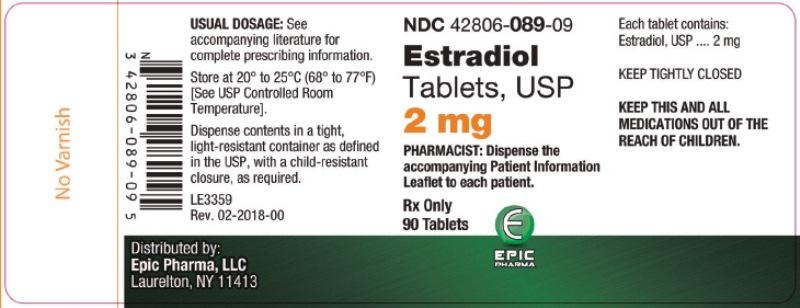 No Varnish
N
3 42806-089-09 5
USUAL DOSAGE: See
accompanying literature for
complete prescribing information.
Store at 20° to 25°C (68° to 77°F)
[See USP Controlled Room
Temperature].
Dispense contents in a tight,
light-resistant container as defined
in the USP, with a child-resistant
closure, as required.
LE3359
Rev. 02-2018-00
NDC 42806-089-09
Estradiol
Tablets, USP
2 mg
PHARMACIST: Dispense the
accompanying Patient Information
Leaflet to each patient.
Rx Only
90 Tablets
E
EPIC
PHARMA
Each tablet contains:
Estradiol, USP .... 2 mg
KEEP TIGHTLY CLOSED
KEEP THIS AND ALL
MEDICATIONS OUT OF THE
REACH OF CHILDREN.
Distributed by:
Epic Pharma, LLC
Laurelton, NY 11413